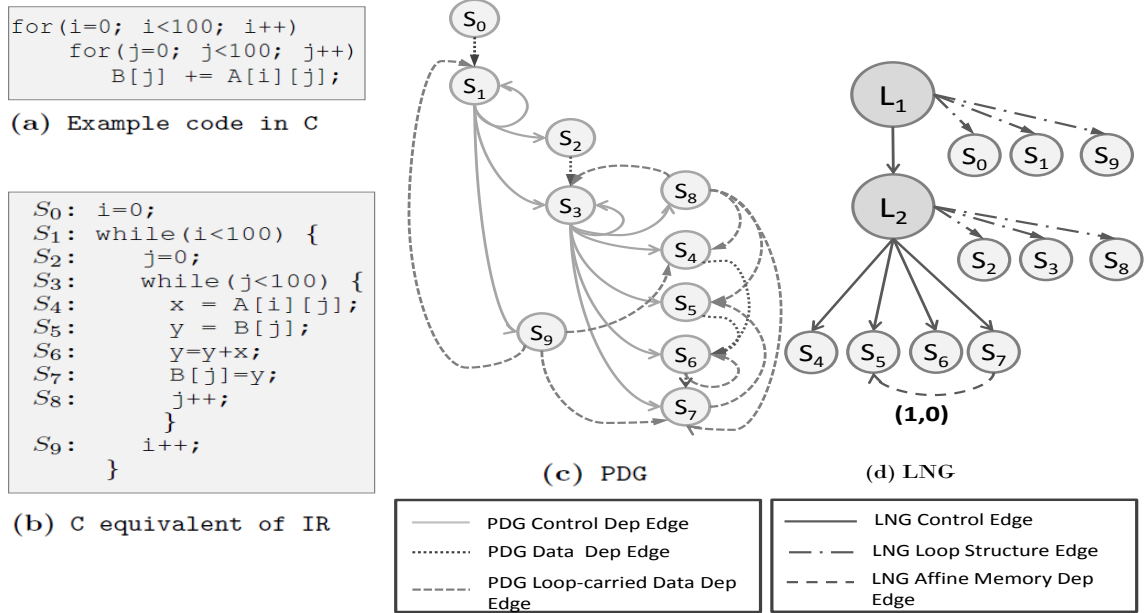 for(i=0; i<100; i++)
for(j=0; j<100; j++)
B[j] += A[i][j];
(a) Example code in C
S0: i=0;
S1: while(i<100) {
S2: j=0;
S3: while(j<100) {
S4: x = A[i][j];
S5: y = B[j];
S6: y=y+x;
S7: B[j]=y;
S8: j++;
}
S9: i++;
}
(b) C equivalent of IR
S0
S1
S2
S3
S8
S4
S5
S9
S6
S7
(c) PDG
L1
S0 S1 S9
L2
S2 S3 S8
S4 S5 S6 S7
(1,0)
(d) LNG
PDG Control Dep Edge
PDG Data Dep Edge
PDG Loop-carried Data Dep
Edge
LNG Control Edge
LNG Loop Structure Edge
LNG Affine Memory Dep
Edge